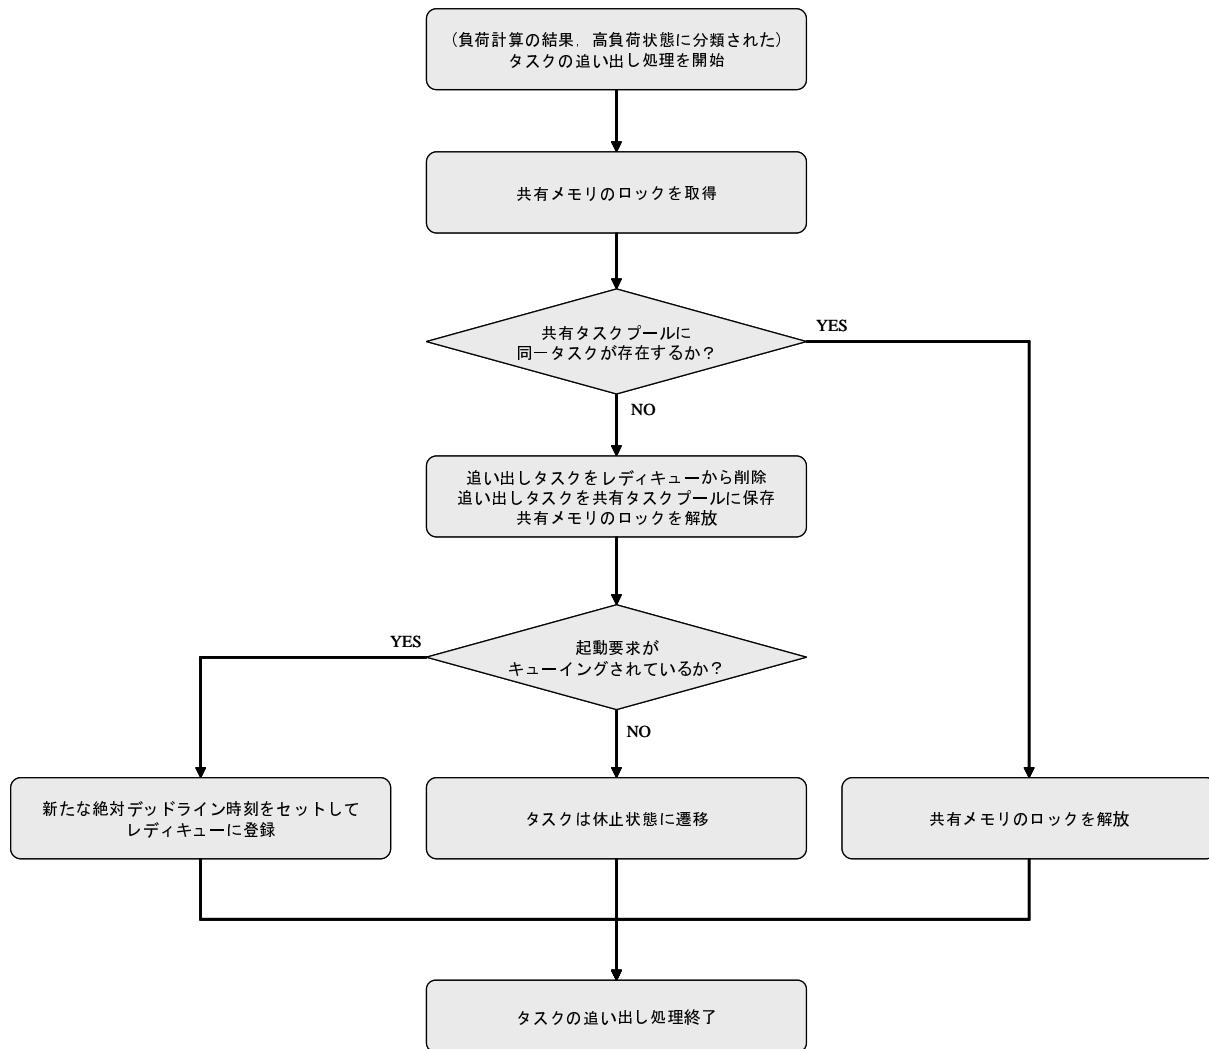 （負荷計算の結果，高負荷状態に分類された）
タスクの追い出し処理を開始
共有メモリのロックを取得
共有タスクプールに
同一タスクが存在するか？
YES
NO
追い出しタスクをレディキューから削除
追い出しタスクを共有タスクプールに保存
共有メモリのロックを解放
YES
起動要求が
キューイングされているか？
NO
新たな絶対デッドライン時刻をセットして
レディキューに登録
タスクは休止状態に遷移
共有メモリのロックを解放
タスクの追い出し処理終了